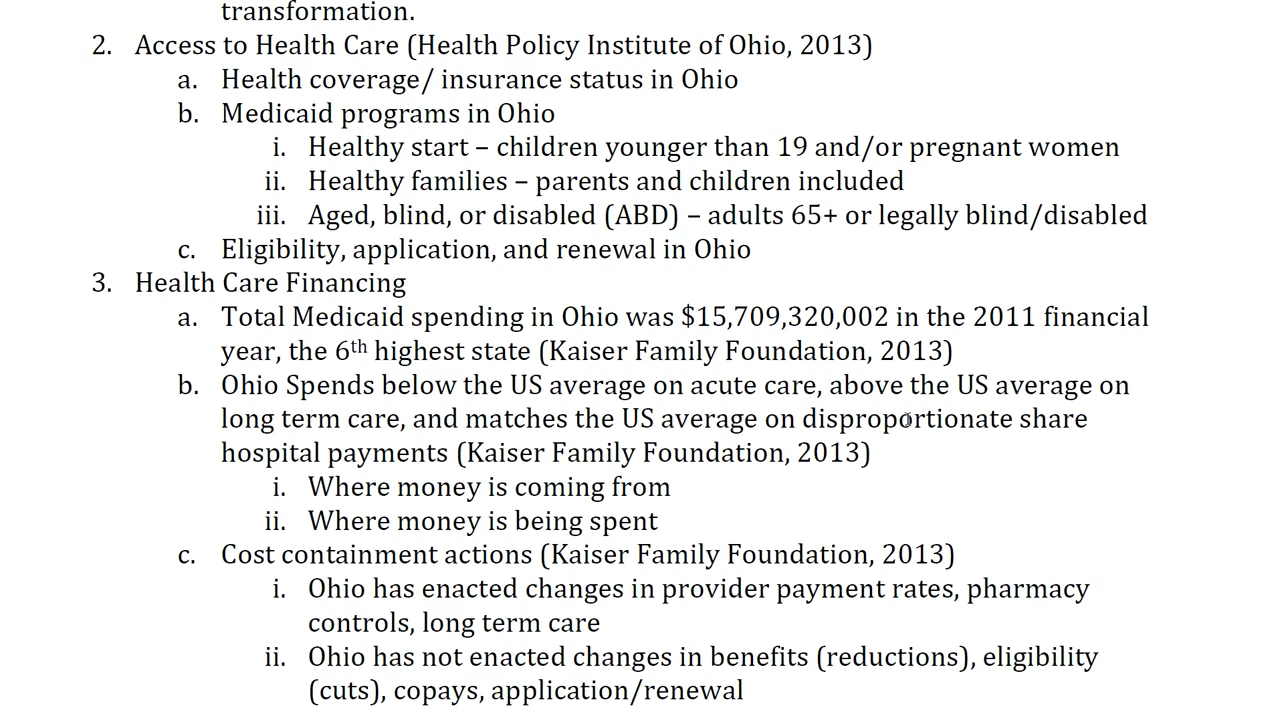 transformation.
2. Access to Health Care (Health Policy Institute of Ohio, 2013)
a. Health coverage/ insurance status in Ohio
b. Medicaid programs in Ohio
i. Healthy start – children younger than 19 and/or pregnant women
ii. Healthy families – parents and children included
iii. Aged, blind, or disabled (ABD) – adults 65+ or legally blind/disabled
c. Eligibility, application, and renewal in Ohio
3. Health Care Financing
a. Total Medicaid spending in Ohio was $15,709,320,002 in the 2011 financial
year, the 6th highest state (Kaiser Family Foundation, 2013)
b. Ohio Spends below the US average on acute care, above the US average on
long term care, and matches the US average on disproportionate share
hospital payments (Kaiser Family Foundation, 2013)
i. Where money is coming from
ii. Where money is being spent
c. Cost containment actions (Kaiser Family Foundation, 2013)
i. Ohio has enacted changes in provider payment rates, pharmacy
controls, long term care
ii. Ohio has not enacted changes in benefits (reductions), eligibility
(cuts), copays, application/renewal